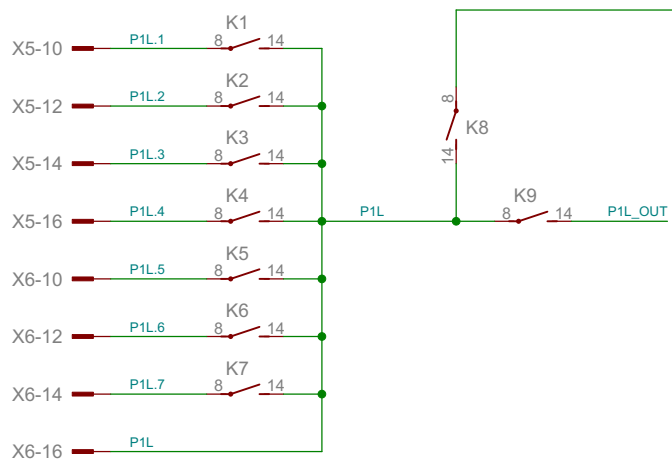 K1
X5-10 P1L.1 8 14
K2
X5-12 P1L.2 8 14
8
K8
14
K3
X5-14 P1L.3 8 14
K4
X5-16 P1L.4 8 14 P1L
K9
8 14 P1L_OUT
K5
X6-10 P1L.5 8 14
K6
X6-12 P1L.6 8 14
K7
X6-14 P1L.7 8 14
X6-16 P1L